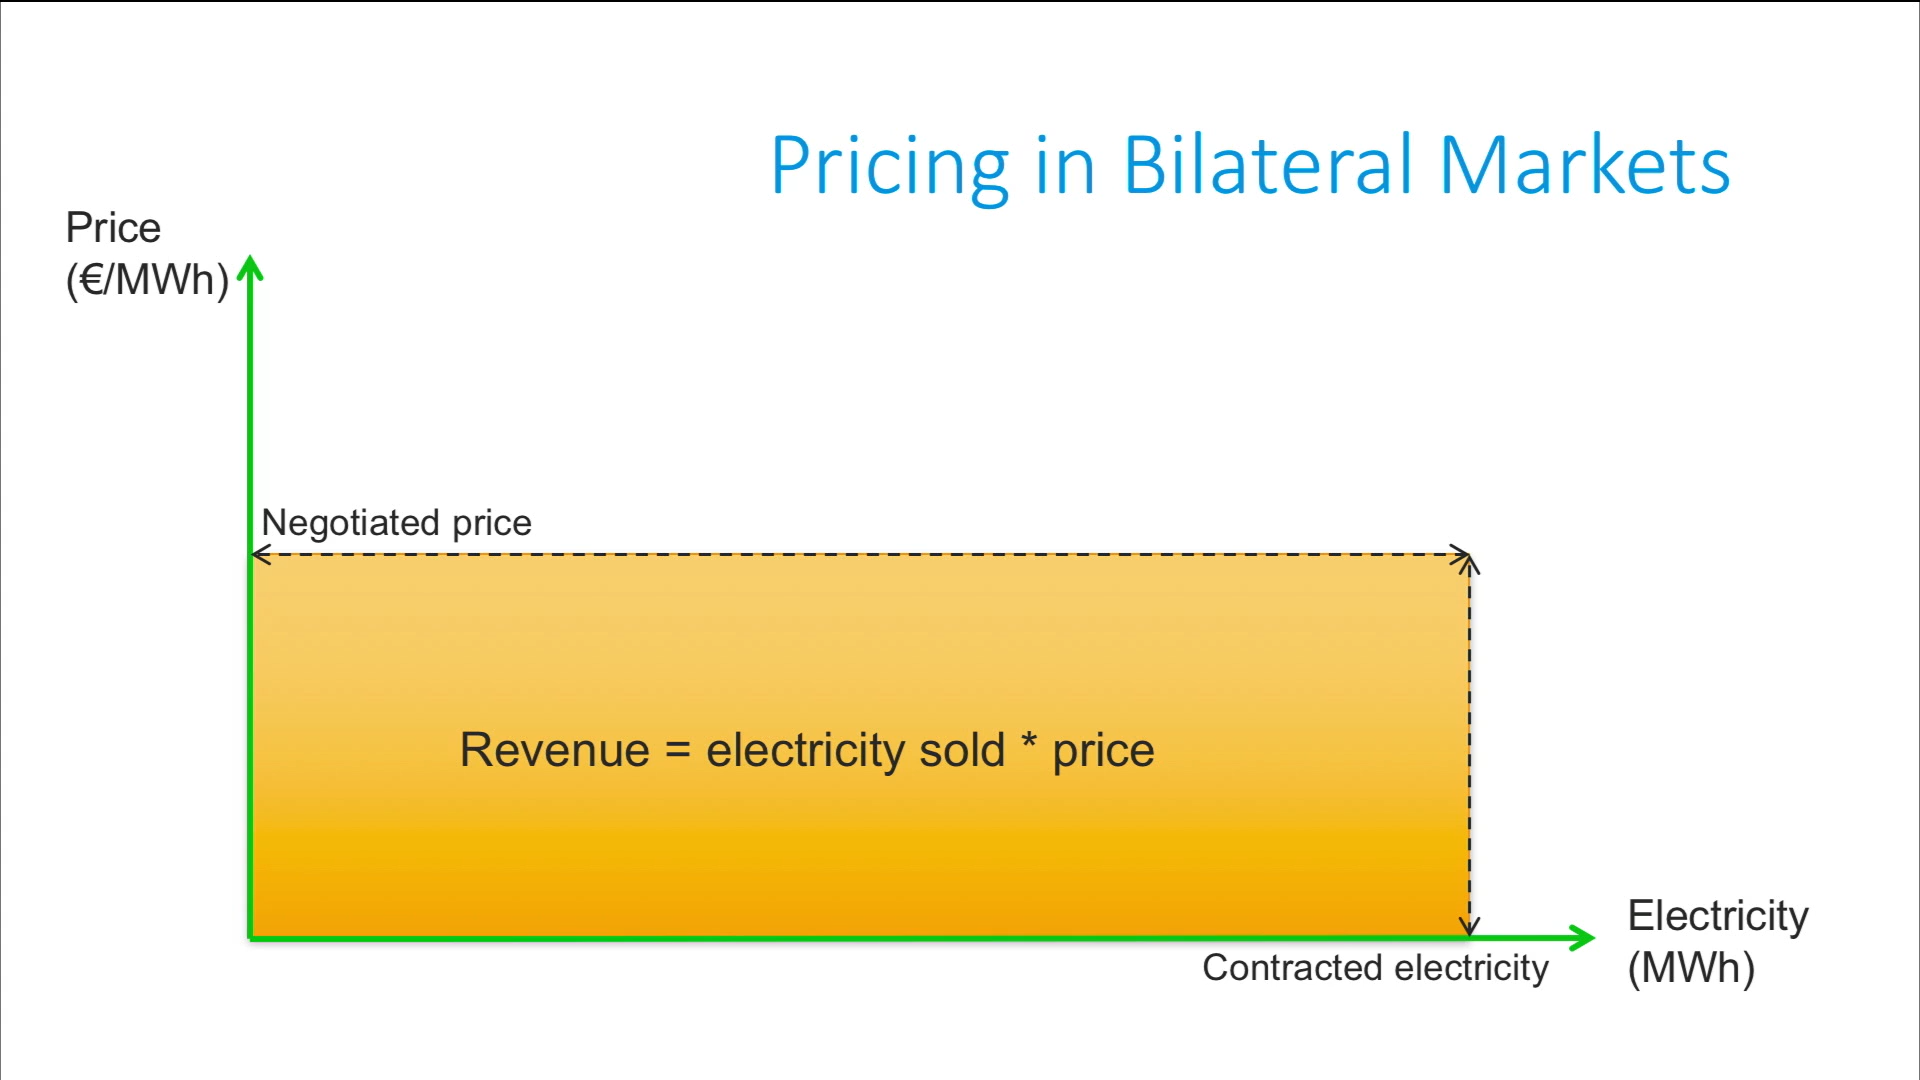 Pricing in Bilateral Markets
Price
(€/MWh)
Negotiated price
Revenue = electricity sold * price
Electricity
(MWh)
Contracted electricity